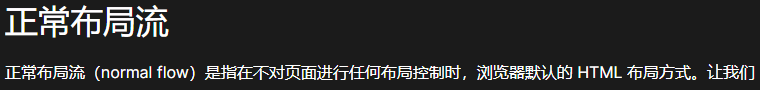 正常布局流
正常布局流（normal flow）是指在不对页面进行任何布局控制时，浏览器默认的 HTML 布局方式。让我们